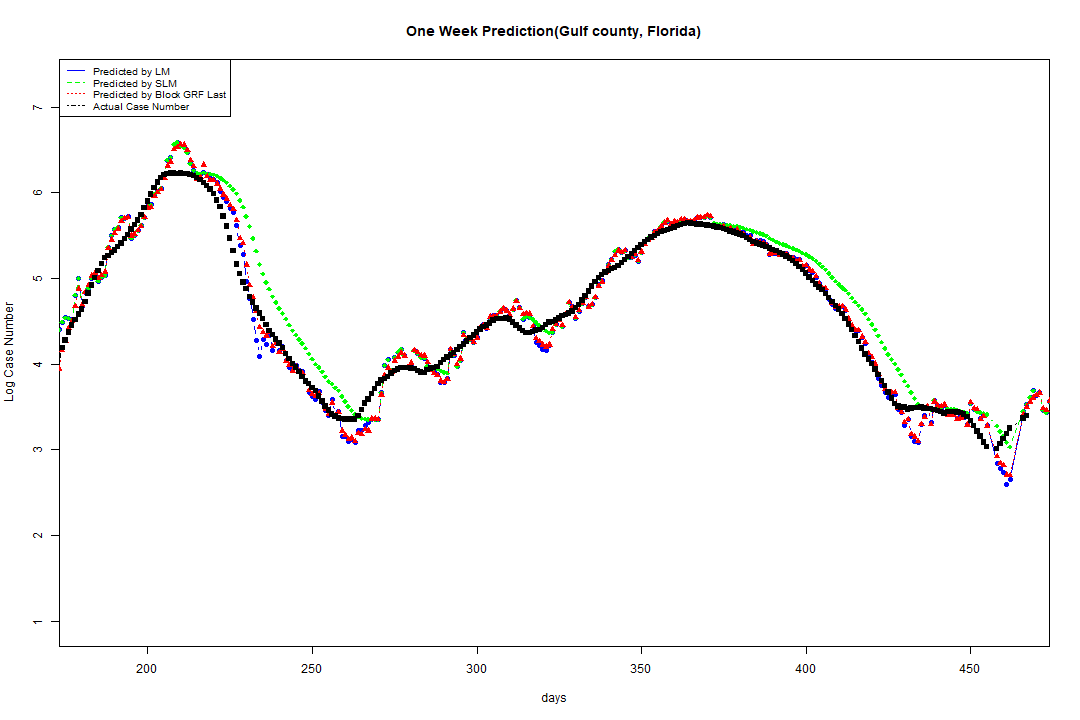 One Week Prediction(Gulf county, Florida)
Predicted by LM
Predicted by SLM
Predicted by Block GRF Last
Actual Case Number
7
6
5
4
3
2
1
Log Case Number
200 250 300 350 400 450
days